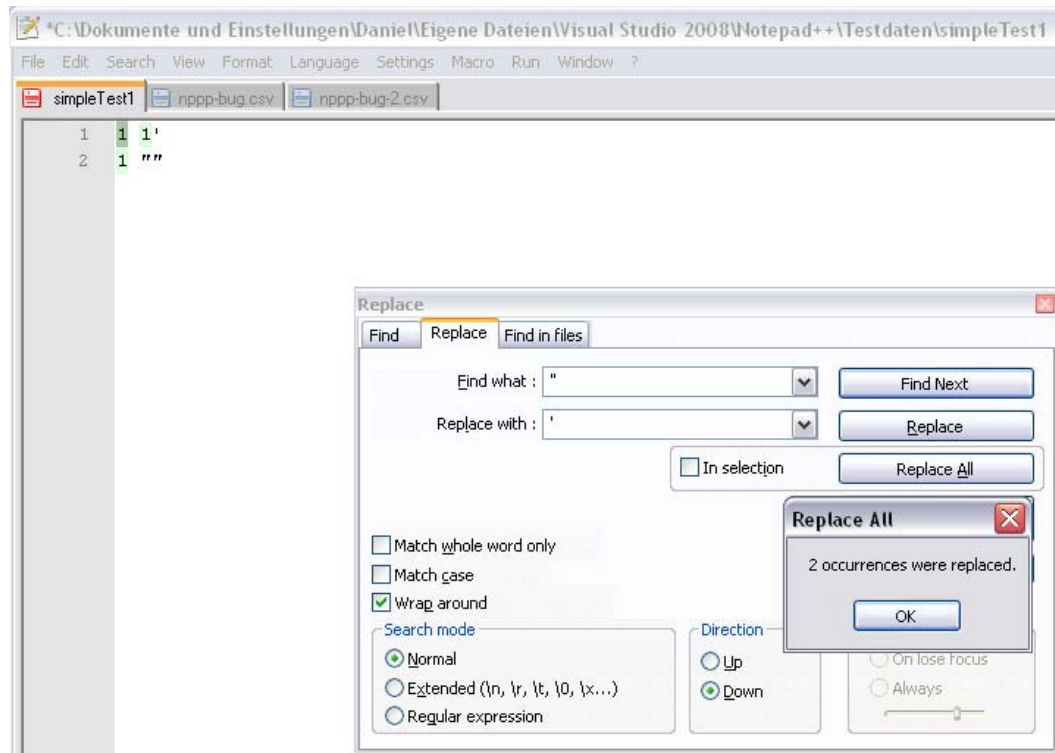 *C:\Dokumente und Einstellungen\Daniel\Eigene Dateien\Visual Studio 2008\Notepad++\Testdaten\simpleTest1
File Edit Search View Format Language Settings Macro Run Window ?
simpleTest1 nppp-bug.csv nppp-bug-2.csv
1 1 1'
2 1 ""
Replace
Find Replace Find in files
Find what : " Find Next
Replace with : ' Replace
In selection Replace All
Replace All
Match whole word only
2 occurrences were replaced.
Match case
Wrap around
OK
Search mode Direction
Normal Up On lose focus
Extended (\n, \r, \t, \0, \x...) Down Always
Regular expression